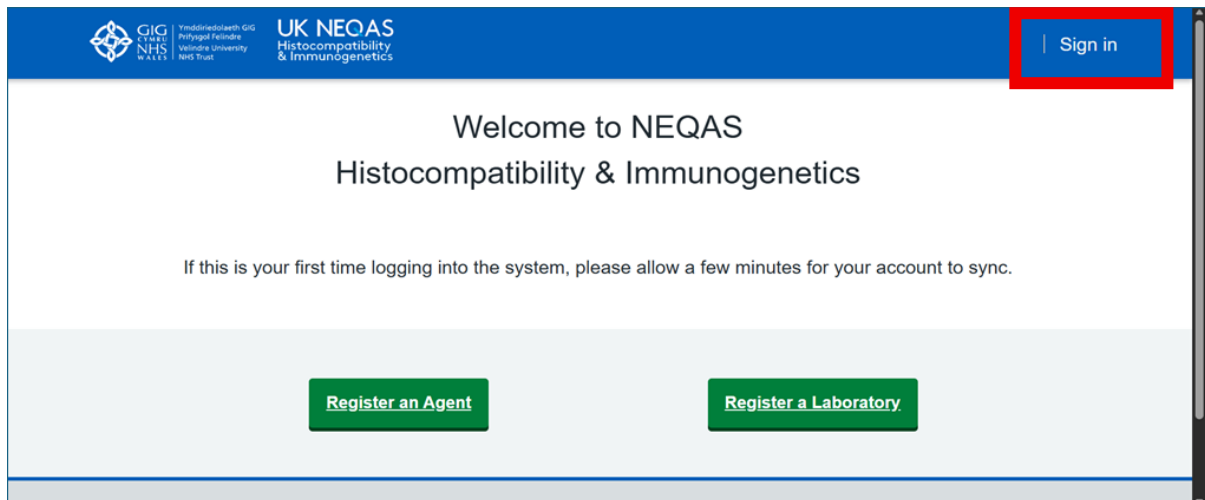 GIG
CYMRU
NHS
WALES
Ymddiriedolaeth GIG
Prifysgol Felindre
Velindre University
NHS Trust
UK NEQAS
Histocompatibility
& Immunogenetics
Sign in
Welcome to NEQAS
Histocompatibility & Immunogenetics
If this is your first time logging into the system, please allow a few minutes for your account to sync.
Register an Agent
Register a Laboratory